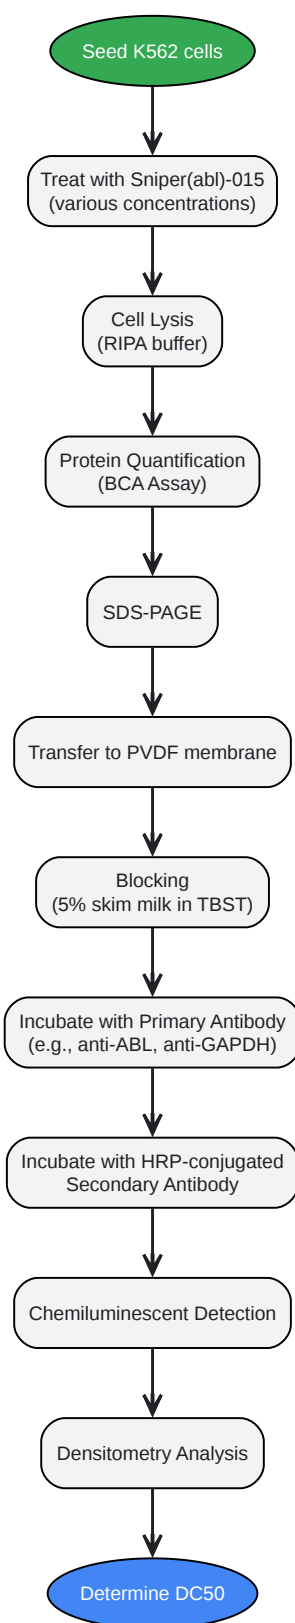 Seed K562 cells
Treat with Sniper(abl)-015
(various concentrations)
Cell Lysis
(RIPA buffer)
Protein Quantification
(BCA Assay)
SDS-PAGE
Transfer to PVDF membrane
Blocking
(5% skim milk in TBST)
Incubate with Primary Antibody
(e.g., anti-ABL, anti-GAPDH)
Incubate with HRP-conjugated
Secondary Antibody
Chemiluminescent Detection
Densitometry Analysis
Determine DC50